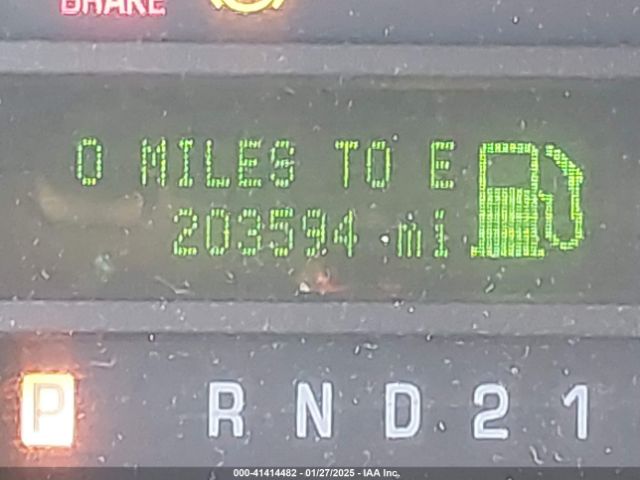 BRAKE
0 MILES TO E
203594 mi
P R N D 2 1
000-41414482 - 01/27/2025 - IAA Inc.